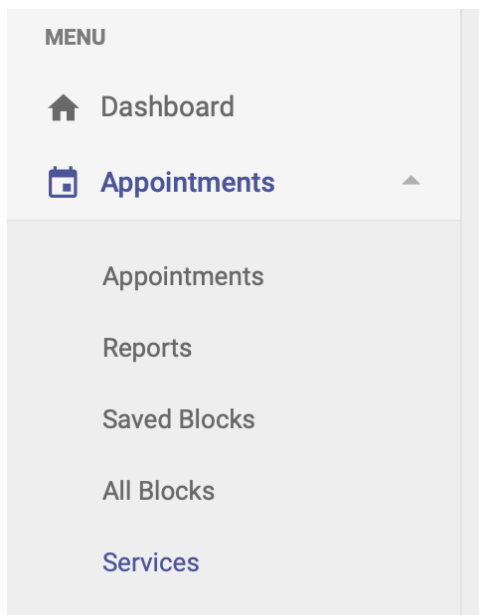 MENU
Dashboard
Appointments
Appointments
Reports
Saved Blocks
All Blocks
Services